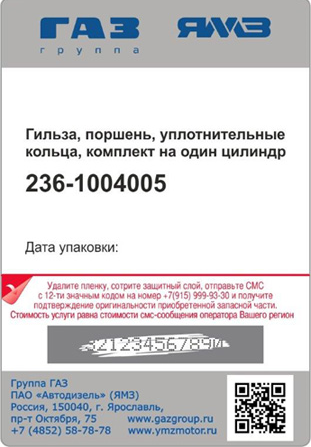 ГАЗ ЯМЗ
группа
Гильза, поршень, уплотнительные
кольца, комплект на один цилиндр
236-1004005
Дата упаковки:
Удалите пленку, сотрите защитный слой, отправьте СМС
с 12-ти значным кодом на номер +7(915) 999-93-30 и получите
подтверждение оригинальности приобретенной запасной части.
Стоимость услуги равна стоимости смс-сообщения оператора Вашего региона
Группа ГАЗ
ПАО «Автодизель» (ЯМЗ)
Россия, 150040, г. Ярославль,
пр-т Октября, 75 www.gazgroup.ru
+7 (4852) 58-78-78 www.ymzmotor.ru